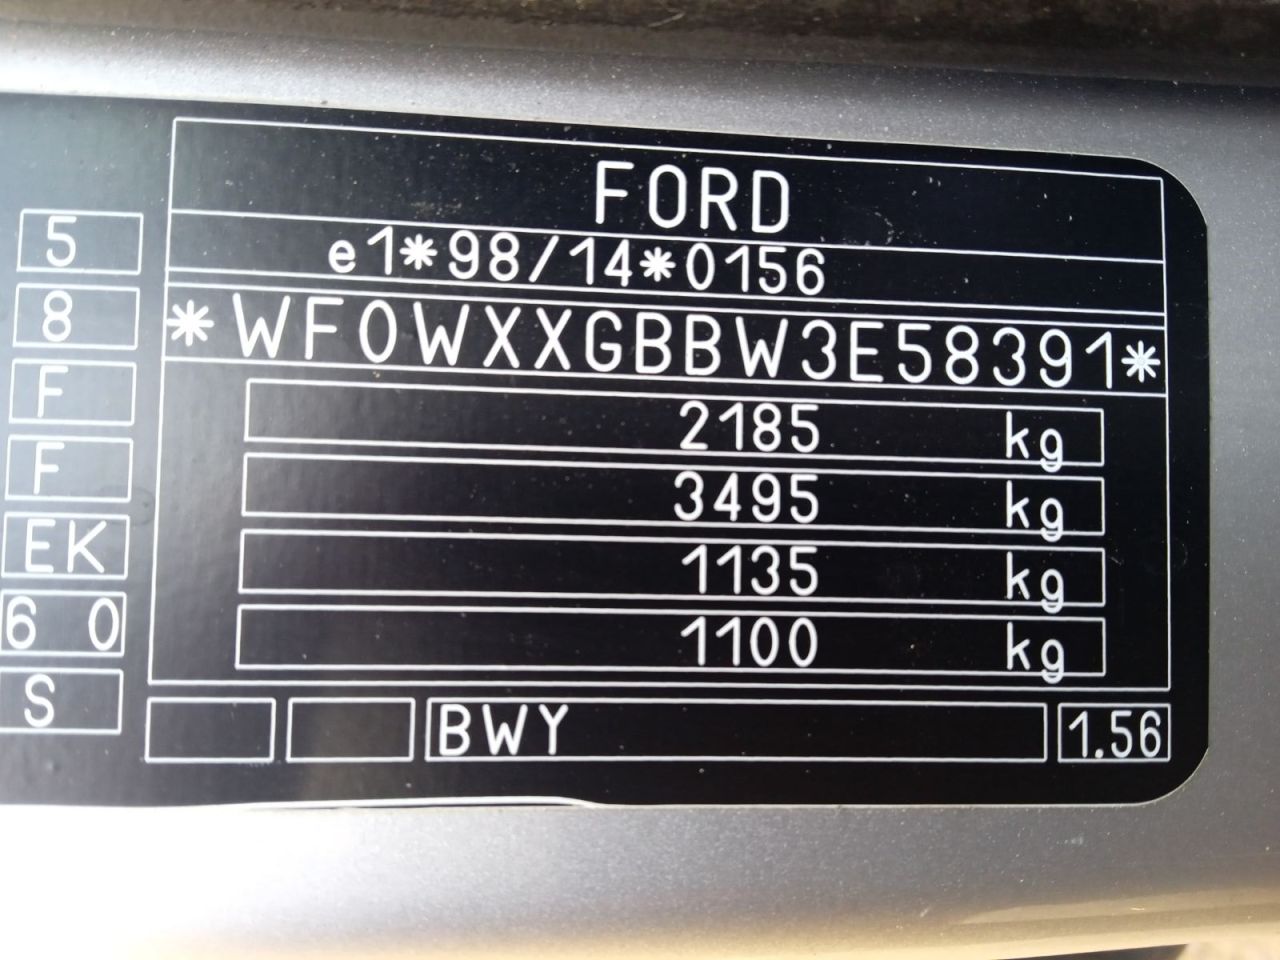 FORD
e1*98/14*0156
*WF0WXXGBBW3E58391*
2185 kg
3495 kg
1135 kg
1100 kg
BWY 1.56
5
8
F
F
EK
6 0
S